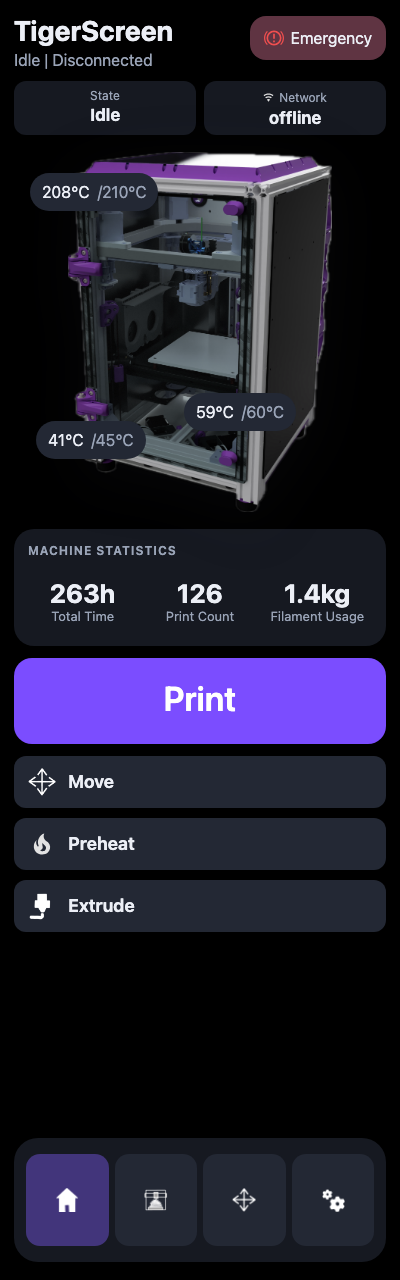 TigerScreen
Emergency
Idle | Disconnected
State
Idle
Network
offline
208°C /210°C
59°C /60°C
41°C /45°C
MACHINE STATISTICS
263h
Total Time
126
Print Count
1.4kg
Filament Usage
Print
Move
Preheat
Extrude